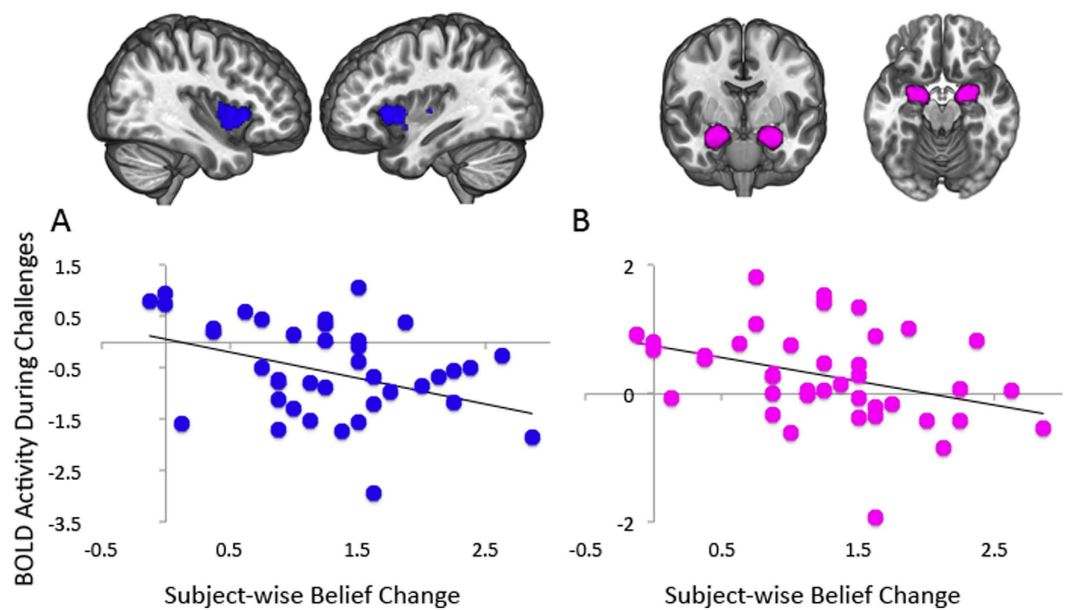 A
B
BOLD Activity During Challenges
1.5
0.5
-0.5
-1.5
-2.5
-3.5
-0.5 0.5 1.5 2.5
Subject-wise Belief Change
2
0
-2
-0.5 0.5 1.5 2.5
Subject-wise Belief Change